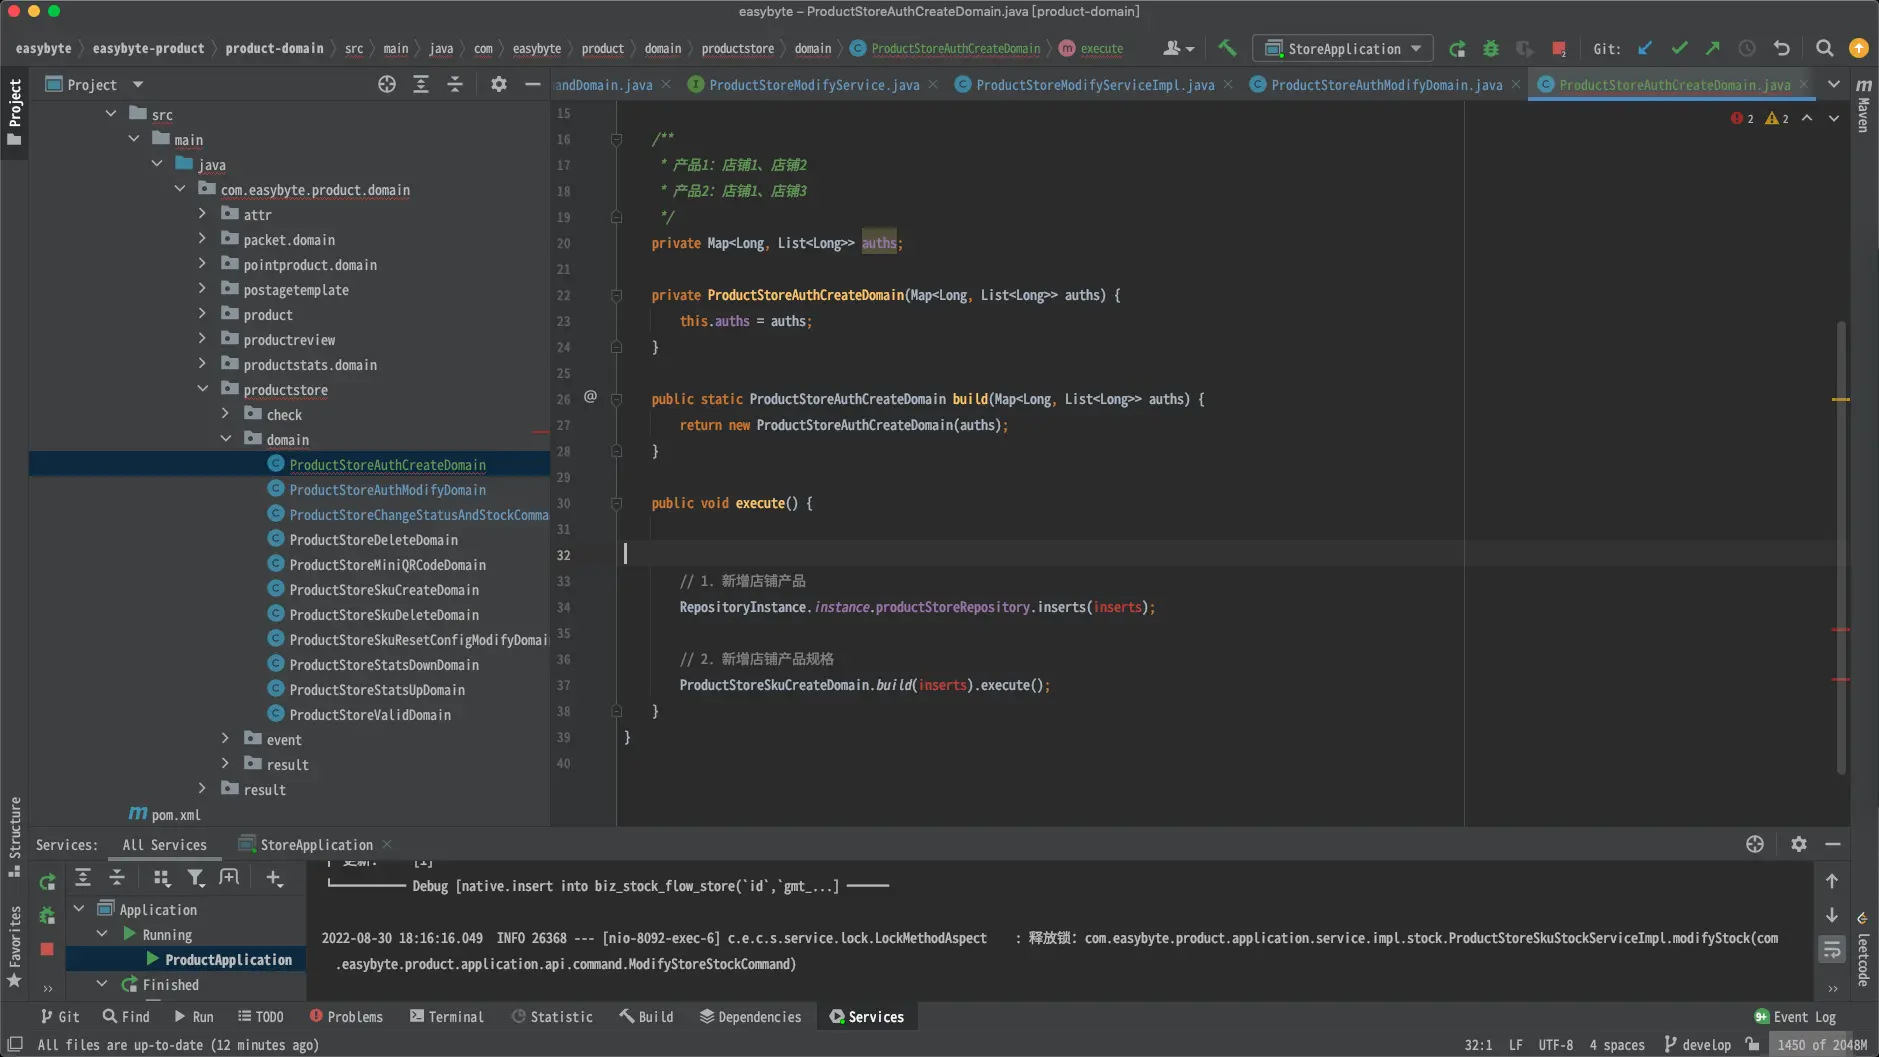 easybyte – ProductStoreAuthCreateDomain.java [product-domain]
easybyte easybyte-product product-domain src main java com easybyte product domain productstore domain ProductStoreAuthCreateDomain execute StoreApplication Git:
Project
andDomain.java ProductStoreModifyService.java ProductStoreModifyServiceImpl.java ProductStoreAuthModifyDomain.java ProductStoreAuthCreateDomain.java
Project
Maven
src
main
java
com.easybyte.product.domain
attr
packet.domain
pointproduct.domain
postagetemplate
product
productreview
productstats.domain
productstore
check
domain
ProductStoreAuthCreateDomain
ProductStoreAuthModifyDomain
ProductStoreChangeStatusAndStockComma
ProductStoreDeleteDomain
ProductStoreMiniQRCodeDomain
ProductStoreSkuCreateDomain
ProductStoreSkuDeleteDomain
ProductStoreSkuResetConfigModifyDomain
ProductStoreStatsDownDomain
ProductStoreStatsUpDomain
ProductStoreValidDomain
event
result
result
pom.xml
2 2
15
16 /**
17 * 产品1: 店铺1、店铺2
18 * 产品2: 店铺1、店铺3
19 */
20 private Map<Long, List<Long>> auths;
21
22 private ProductStoreAuthCreateDomain(Map<Long, List<Long>> auths) {
23 this.auths = auths;
24 }
25
26 @ public static ProductStoreAuthCreateDomain build(Map<Long, List<Long>> auths) {
27 return new ProductStoreAuthCreateDomain(auths);
28 }
29
30 public void execute() {
31
32
33 // 1. 新增店铺产品
34 RepositoryInstance.instance.productStoreRepository.inserts(inserts);
35
36 // 2. 新增店铺产品规格
37 ProductStoreSkuCreateDomain.build(inserts).execute();
38 }
39 }
40
Structure
Favorites
leetcode
Services: All Services StoreApplication
Application
Running
ProductApplication
Finished
更新: [1]
Debug [native.insert into biz_stock_flow_store(`id`,`gmt_...]
2022-08-30 18:16:16.049 INFO 26368 --- [nio-8092-exec-6] c.e.c.s.service.lock.LockMethodAspect : 释放锁: com.easybyte.product.application.service.impl.stock.ProductStoreSkuStockServiceImpl.modifyStock(com
.easybyte.product.application.api.command.ModifyStoreStockCommand)
Git Find Run TODO Problems Terminal Statistic Build Dependencies Services 9+ Event Log
All files are up-to-date (12 minutes ago) 32:1 LF UTF-8 4 spaces develop 1450 of 2048M